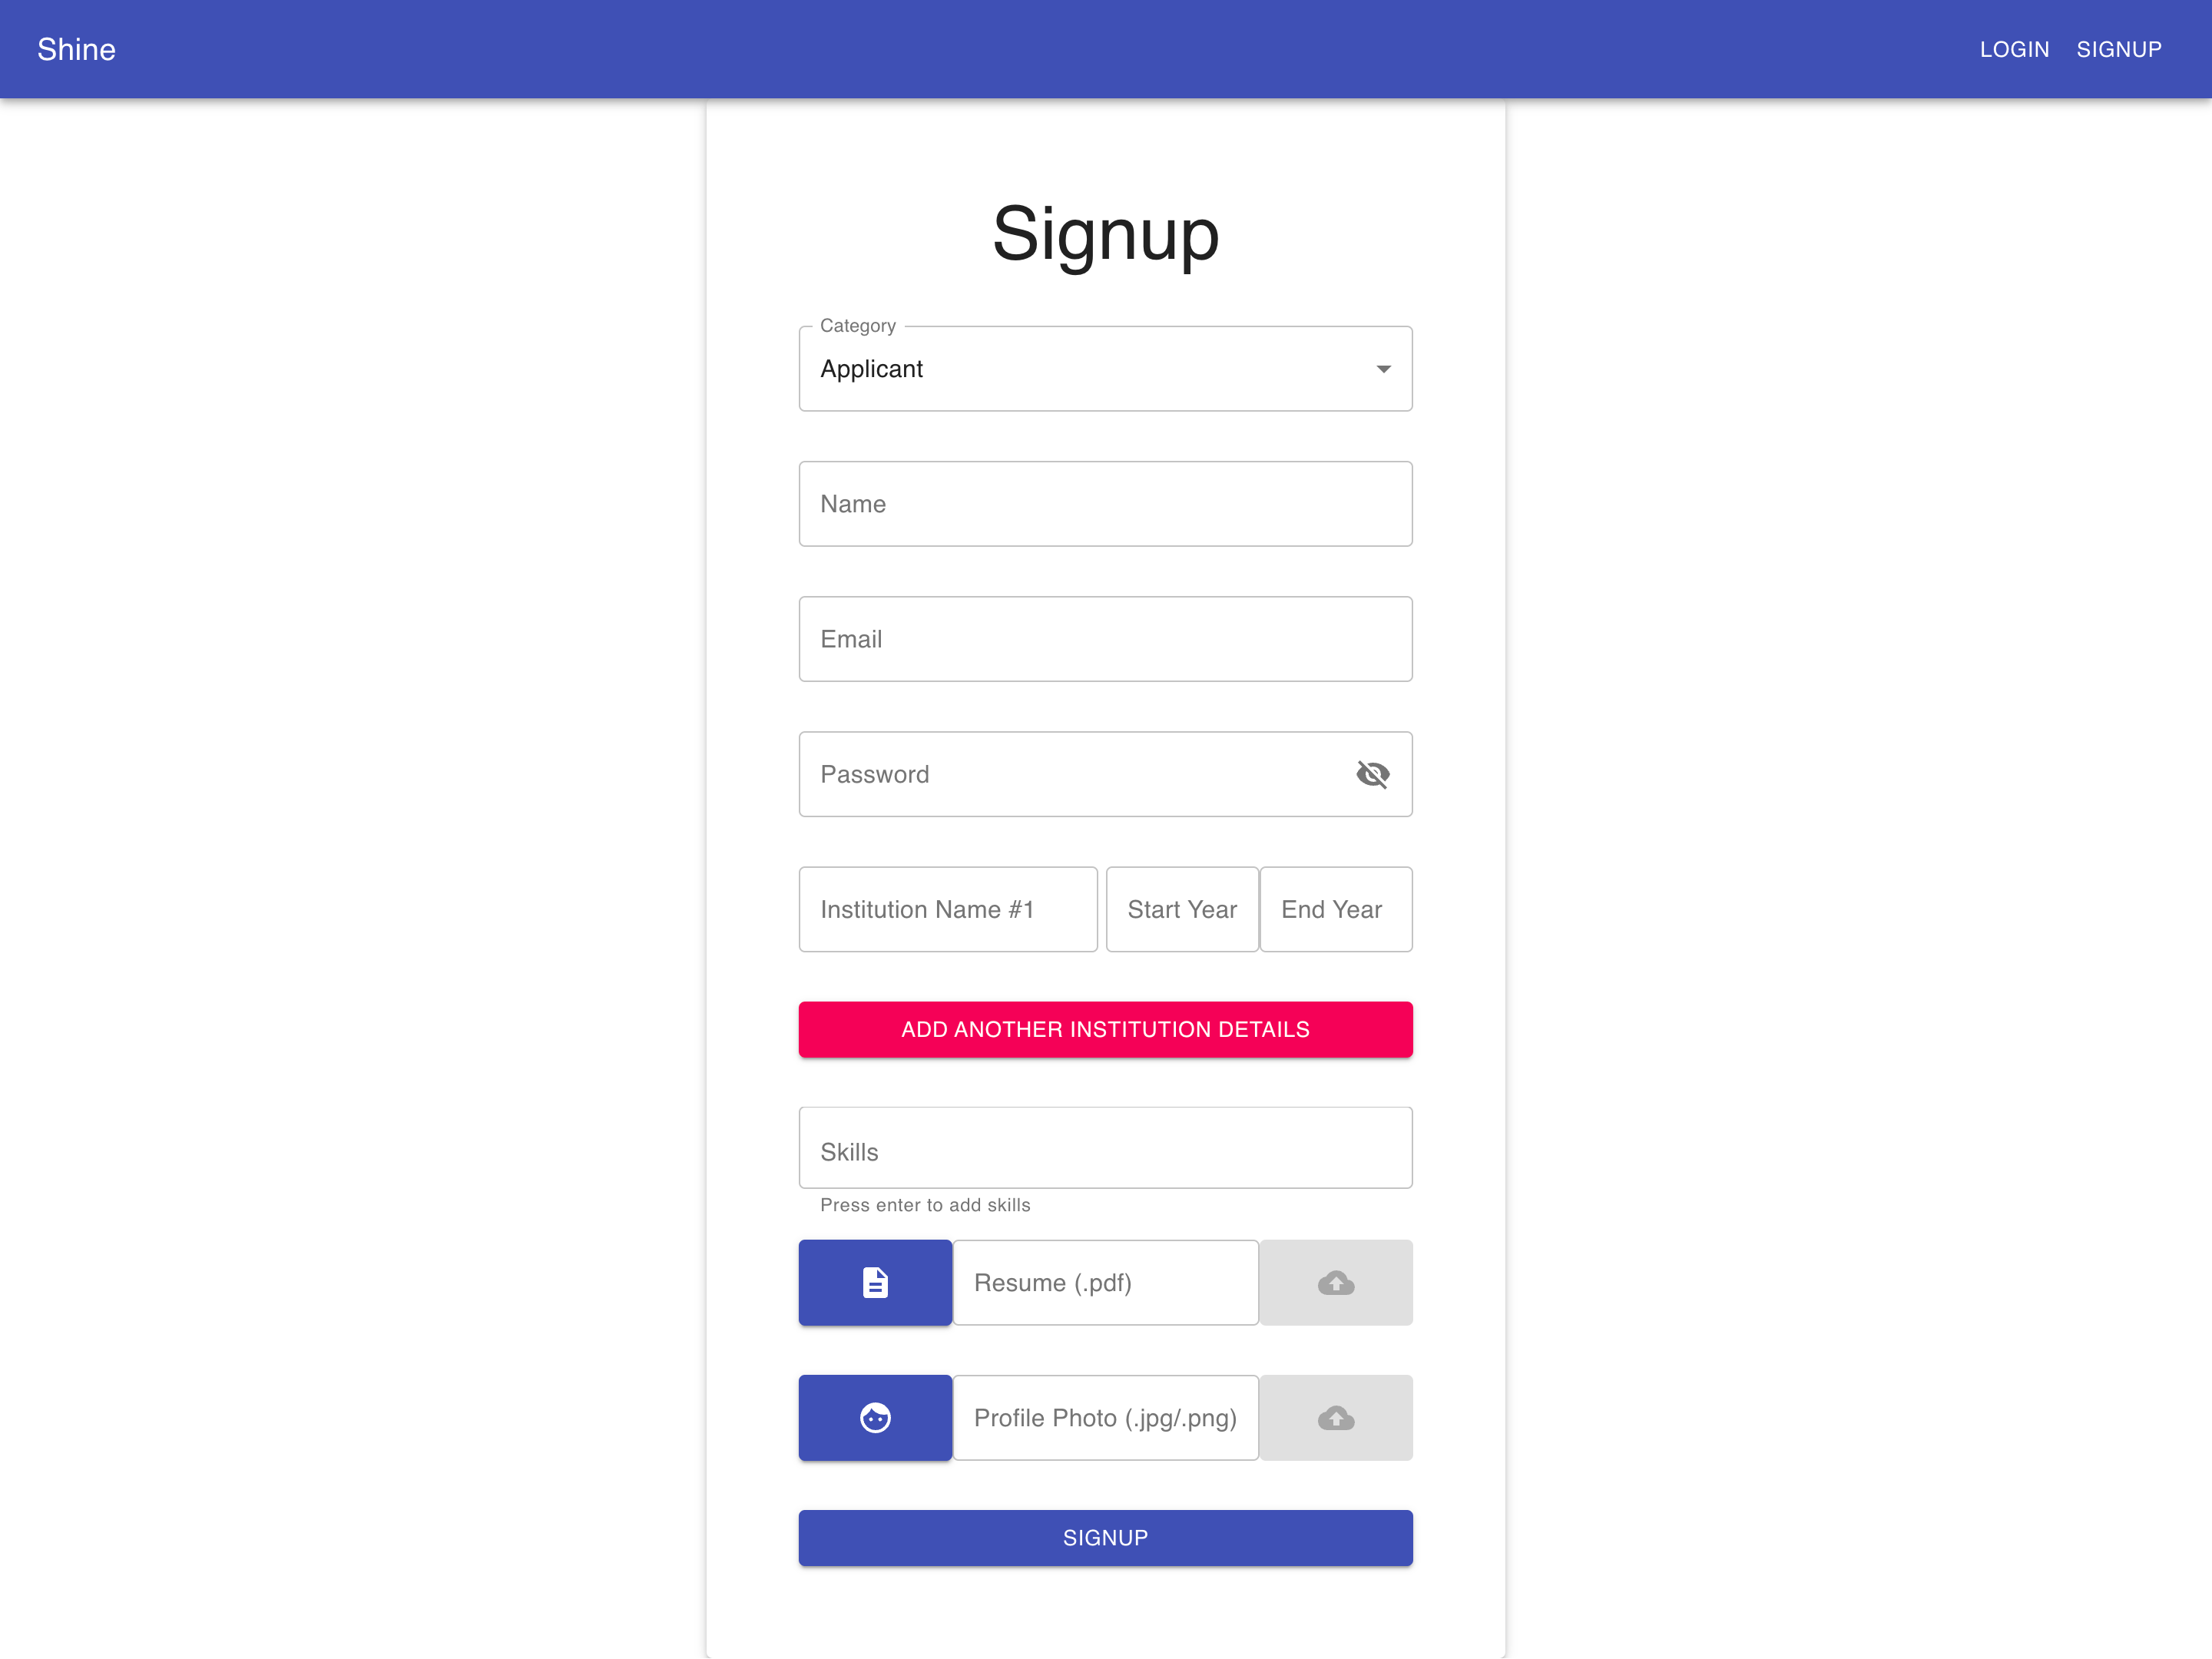 Shine
LOGIN SIGNUP
Signup
Category
Applicant
Name
Email
Password
Institution Name #1 Start Year End Year
ADD ANOTHER INSTITUTION DETAILS
Skills
Press enter to add skills
Resume (.pdf)
Profile Photo (.jpg/.png)
SIGNUP